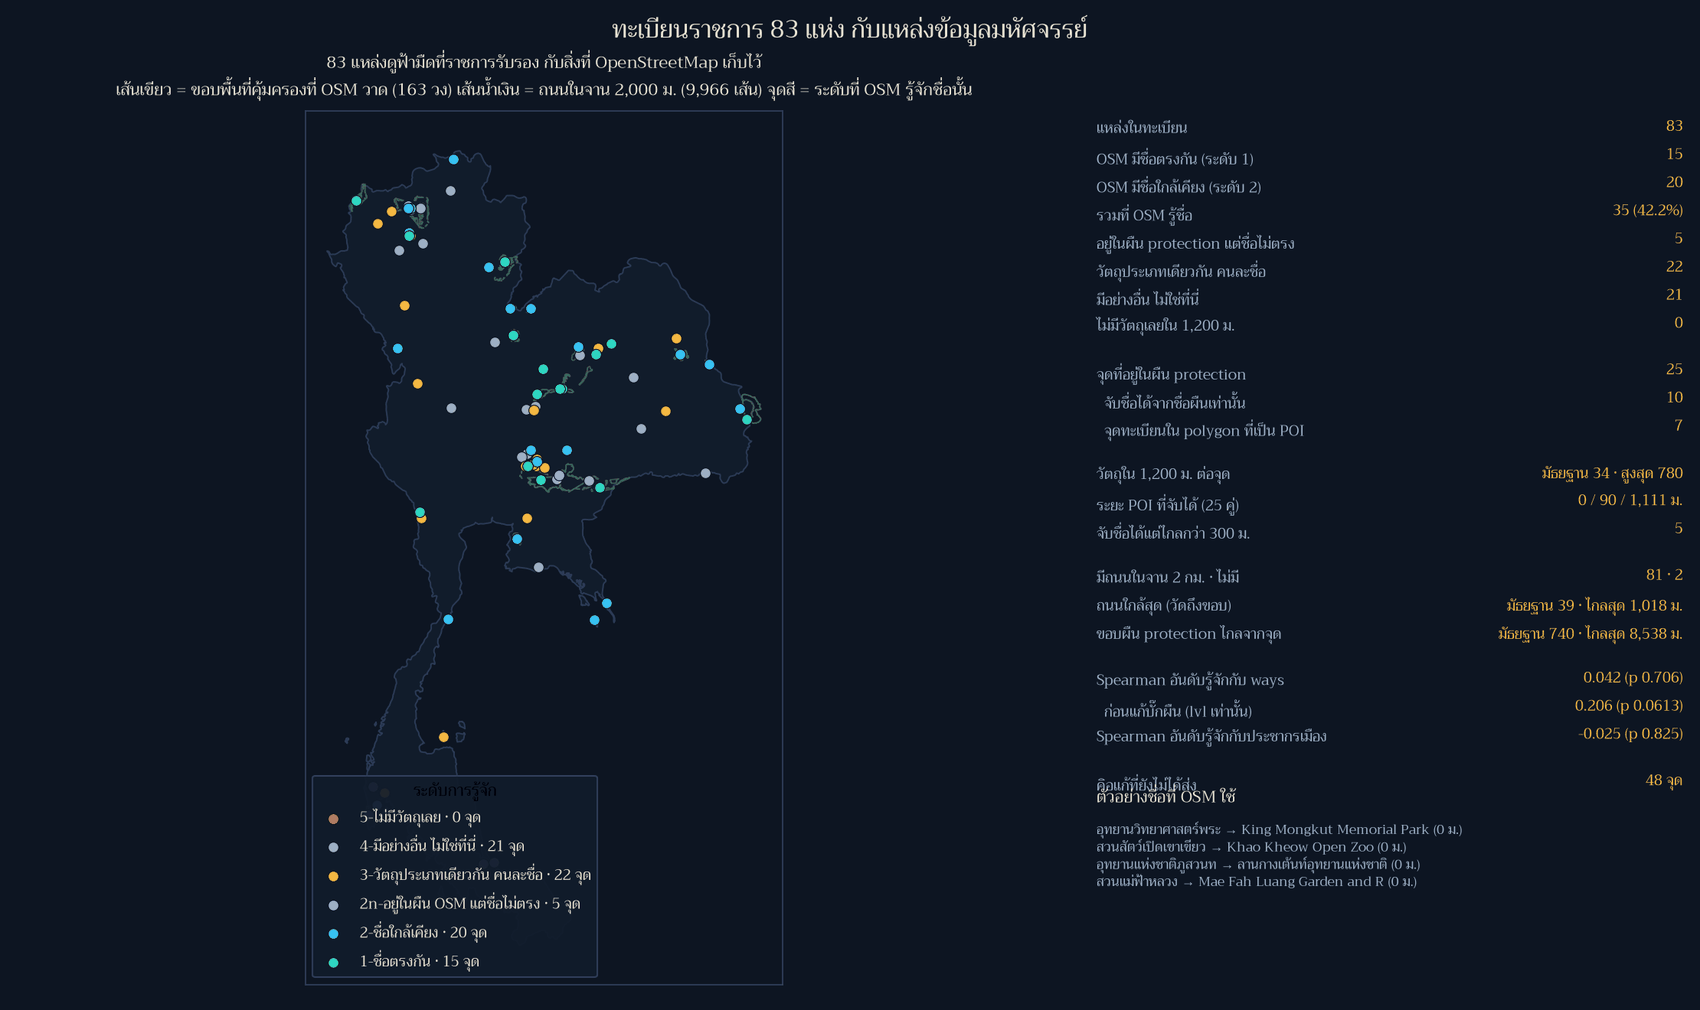 ทะเบียนราชการ 83 แห่ง กับแหล่งข้อมูลมหัศจรรย์
83 แหล่งดูฟ้ามืดที่ราชการรับรอง กับสิ่งที่ OpenStreetMap เก็บไว้
เส้นเขียว = ขอบพื้นที่คุ้มครองที่ OSM วาด (163 วง) เส้นน้ำเงิน = ถนนในจาน 2,000 ม. (9,966 เส้น) จุดสี = ระดับที่ OSM รู้จักชื่อนั้น
แหล่งในทะเบียน 83
OSM มีชื่อตรงกัน (ระดับ 1) 15
OSM มีชื่อใกล้เคียง (ระดับ 2) 20
รวมที่ OSM รู้ชื่อ 35 (42.2%)
อยู่ในผืน protection แต่ชื่อไม่ตรง 5
วัตถุประเภทเดียวกัน คนละชื่อ 22
มีอย่างอื่น ไม่ใช่ที่นี่ 21
ไม่มีวัตถุเลยใน 1,200 ม. 0
จุดที่อยู่ในผืน protection 25
จับชื่อได้จากชื่อผืนเท่านั้น 10
จุดทะเบียนใน polygon ที่เป็น POI 7
วัตถุใน 1,200 ม. ต่อจุด มัธยฐาน 34 · สูงสุด 780
ระยะ POI ที่จับได้ (25 คู่) 0 / 90 / 1,111 ม.
จับชื่อได้แต่ไกลกว่า 300 ม. 5
มีถนนในจาน 2 กม. · ไม่มี 81 · 2
ถนนใกล้สุด (วัดถึงขอบ) มัธยฐาน 39 · ไกลสุด 1,018 ม.
ขอบผืน protection ไกลจากจุด มัธยฐาน 740 · ไกลสุด 8,538 ม.
Spearman อันดับรู้จักกับ ways 0.042 (p 0.706)
ก่อนแก้บั๊กผืน (lvl เท่านั้น) 0.206 (p 0.0613)
Spearman อันดับรู้จักกับประชากรเมือง -0.025 (p 0.825)
คิอแก้ที่ยังไม่ได้ส่ง 48 จุด
ตัวอย่างชื่อที่ OSM ใช้
อุทยานวิทยาศาสตร์พระ → King Mongkut Memorial Park (0 ม.)
สวนสัตว์เปิดเขาเขียว → Khao Kheow Open Zoo (0 ม.)
อุทยานแห่งชาติภูสวนท → ลานกางเต้นท์อุทยานแห่งชาติ (0 ม.)
สวนแม่ฟ้าหลวง → Mae Fah Luang Garden and R (0 ม.)
ระดับการรู้จัก
5-ไม่มีวัตถุเลย · 0 จุด
4-มีอย่างอื่น ไม่ใช่ที่นี่ · 21 จุด
3-วัตถุประเภทเดียวกัน คนละชื่อ · 22 จุด
2n-อยู่ในผืน OSM แต่ชื่อไม่ตรง · 5 จุด
2-ชื่อใกล้เคียง · 20 จุด
1-ชื่อตรงกัน · 15 จุด